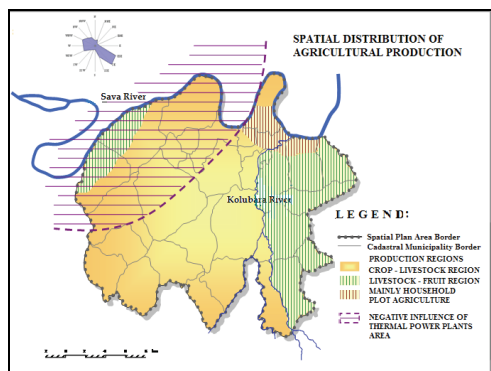 SPATIAL DISTRIBUTION OF
AGRICULTURAL PRODUCTION
Sava River
Kolubara River
LEGEND:
Spatial Plan Area Border
Cadastral Municipality Border
PRODUCTION REGIONS
CROP - LIVESTOCK REGION
LIVESTOCK - FRUIT REGION
MAINLY HOUSEHOLD
PLOT AGRICULTURE
NEGATIVE INFLUENCE OF
THERMAL POWER PLANTS
AREA